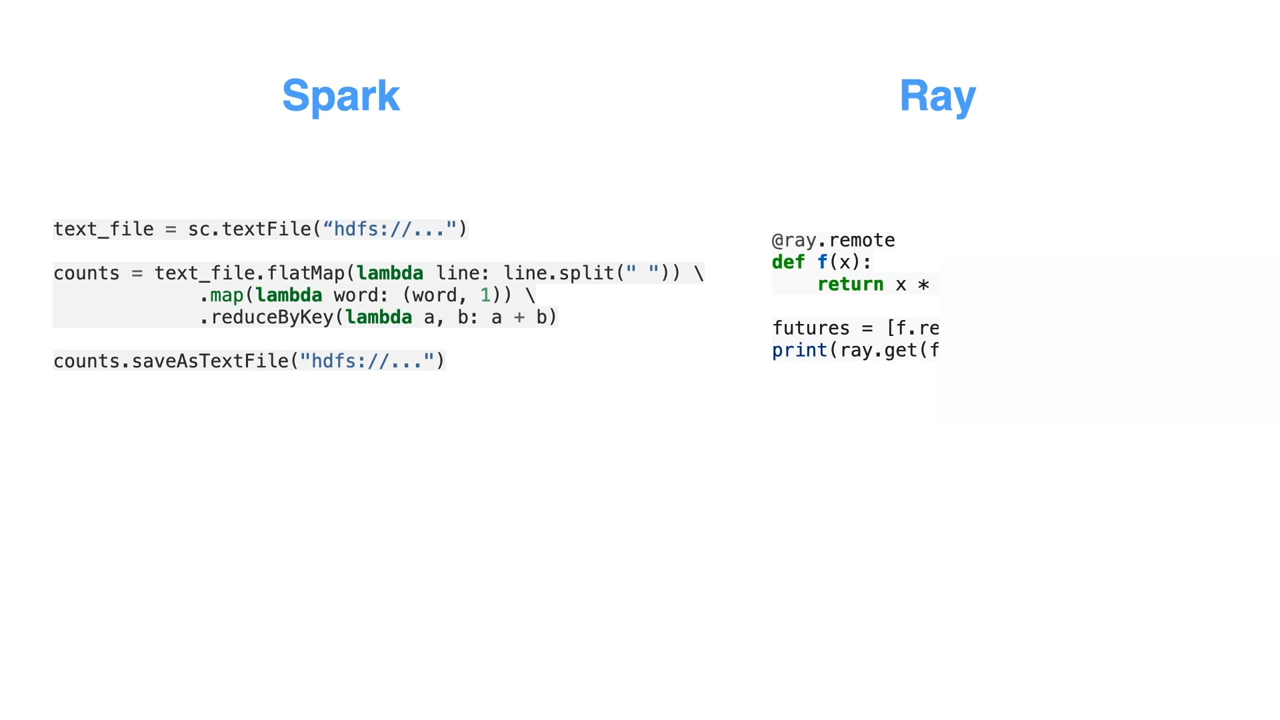 Spark
text_file = sc.textFile(“hdfs://...")
counts = text_file.flatMap(lambda line: line.split(" ")) \
.map(lambda word: (word, 1)) \
.reduceByKey(lambda a, b: a + b)
counts.saveAsTextFile("hdfs://...")
Ray
@ray.remote
def f(x):
return x *
futures = [f.re
print(ray.get(f